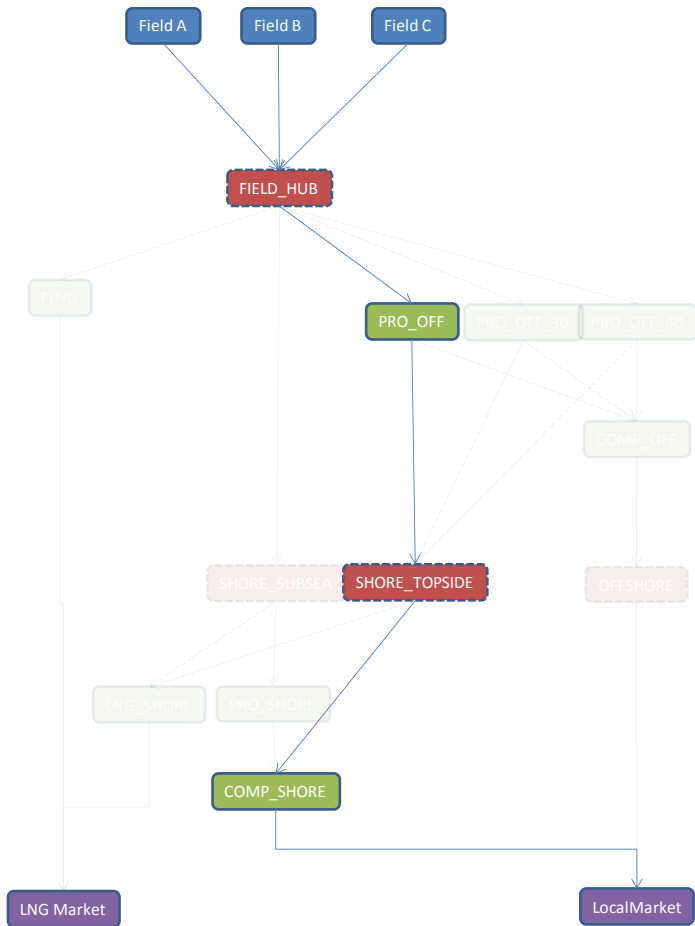 Field A
Field B
Field C
FIELD_HUB
FLNG
PRO_OFF
PRO_OFF_30
PRO_OFF_40
COMP_OFF
SHORE_SUBSEA
SHORE_TOPSIDE
OFFSHORE
LNG_SHORE
PRO_SHORE
COMP_SHORE
LNG Market
LocalMarket